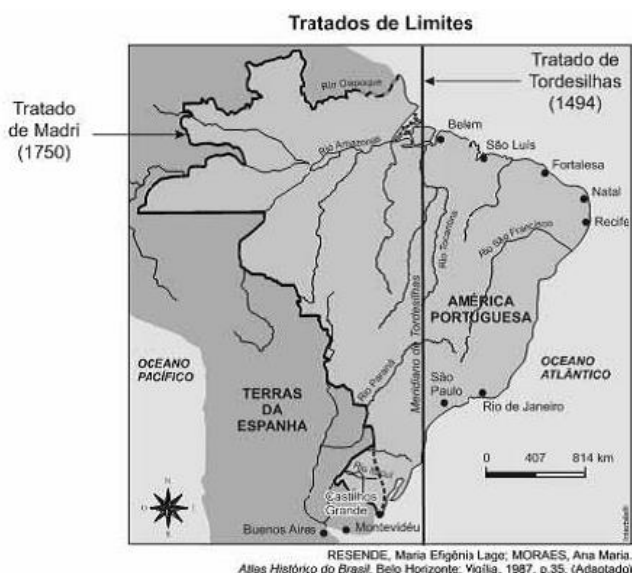 Tratados de Limites
Tratado de
Tordesilhas
(1494)
Tratado
de Madri
(1750)
Rio Oiapoque
Rio Amazonas
Belem
São Luís
Fortalesa
Natal
Recife
Rio Tocantins
Rio São Francisco
Meridiano de Tordesilhas
AMÉRICA
PORTUGUESA
OCEANO
PACÍFICO
OCEANO
ATLÂNTICO
TERRAS
DA
ESPANHA
Rio Paraná
São
Paulo
Rio de Janeiro
0 407 814 km
Castilhos
Grande
N
S
Buenos Aires
Montevidéu
RESENDE, Maria Efigênia Lage; MORAES, Ana Maria.
Atlas Histórico do Brasil. Belo Horizonte: Vigília, 1987. p.35. (Adaptado)